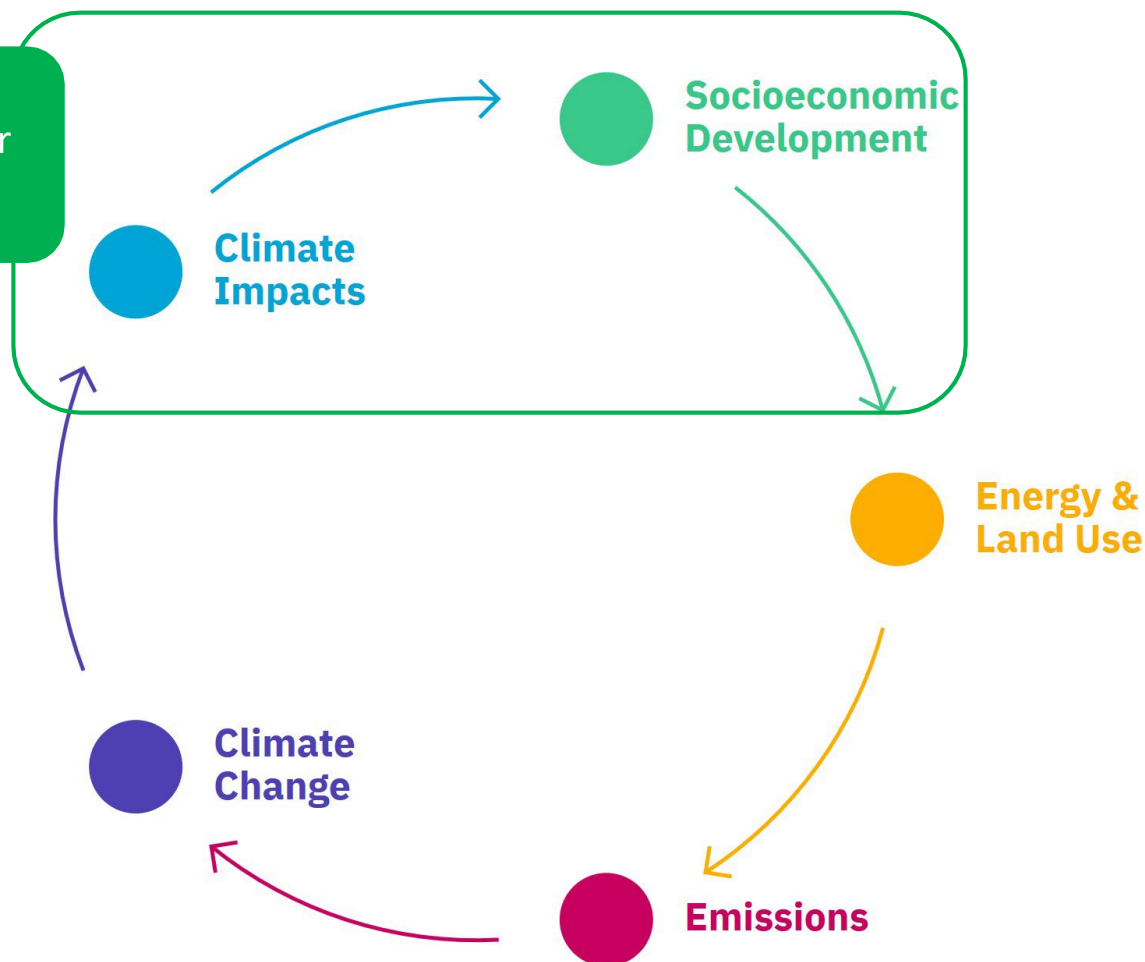 r
Socioeconomic
Development
Climate
Impacts
Energy &
Land Use
Climate
Change
Emissions